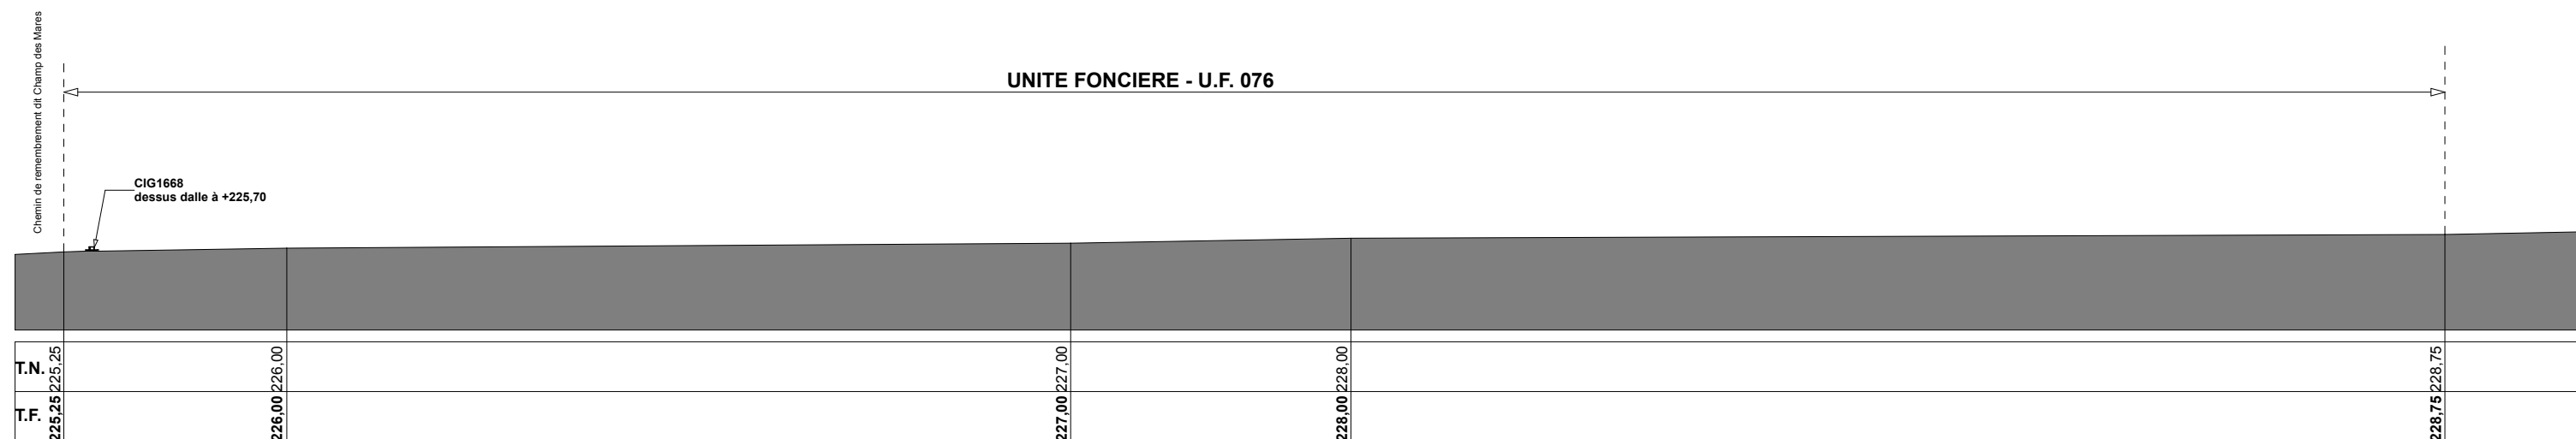 Chemin de remembrement dit Champ des Mares
UNITE FONCIERE - U.F. 076
CIG1668
dessus dalle à +225,70
T.N. 225,25 226,00 227,00 228,00 228,75
T.F. 225,25 226,00 227,00 228,00 228,75